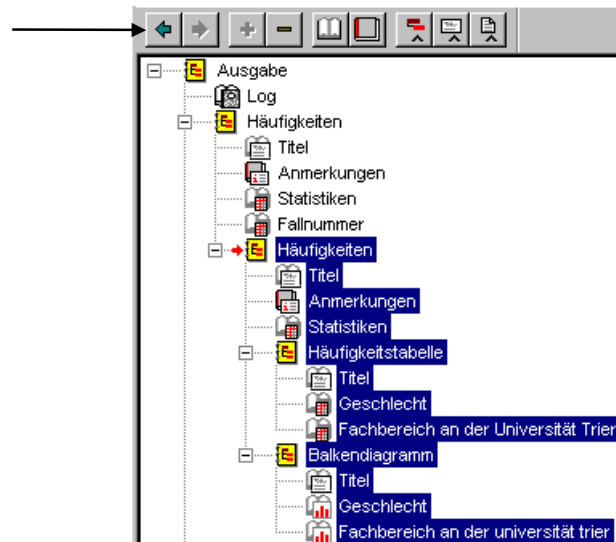 Ausgabe
Log
Häufigkeiten
Titel
Anmerkungen
Statistiken
Fallnummer
Häufigkeiten
Titel
Anmerkungen
Statistiken
Häufigkeitstabelle
Titel
Geschlecht
Fachbereich an der Universität Trier
Balkendiagramm
Titel
Geschlecht
Fachbereich an der universität trier